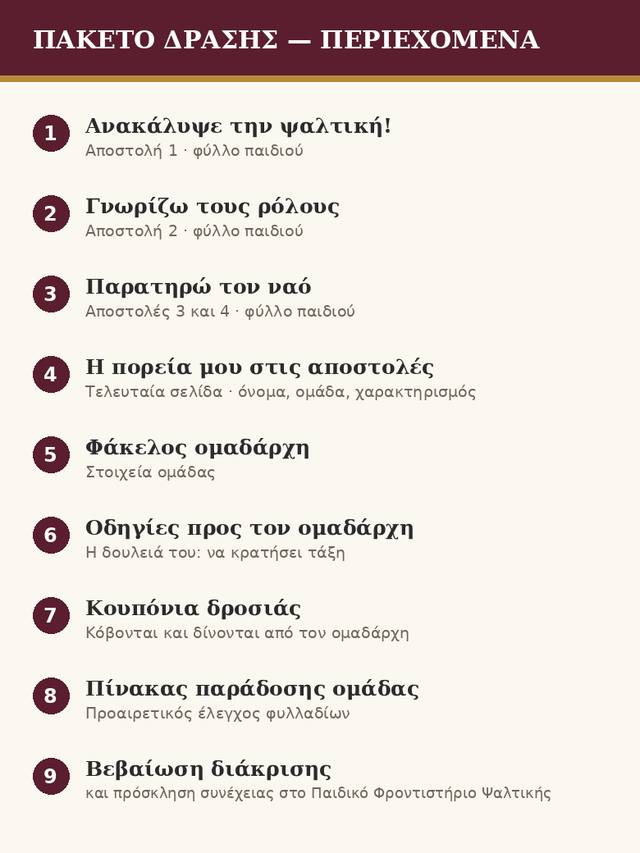 ΠΑΚΕΤΟ ΔΡΑΣΗΣ — ΠΕΡΙΕΧΟΜΕΝΑ
1 Ανακάλυψε την ψαλτική!
Αποστολή 1 · φύλλο παιδιού
2 Γνωρίζω τους ρόλους
Αποστολή 2 · φύλλο παιδιού
3 Παρατηρώ τον ναό
Αποστολές 3 και 4 · φύλλο παιδιού
4 Η πορεία μου στις αποστολές
Τελευταία σελίδα · όνομα, ομάδα, χαρακτηρισμός
5 Φάκελος ομαδάρχη
Στοιχεία ομάδας
6 Οδηγίες προς τον ομαδάρχη
Η δουλειά του: να κρατήσει τάξη
7 Κουπόνια δροσιάς
Κόβονται και δίνονται από τον ομαδάρχη
8 Πίνακας παράδοσης ομάδας
Προαιρετικός έλεγχος φυλλαδίων
9 Βεβαίωση διάκρισης
και πρόσκληση συνέχειας στο Παιδικό Φροντιστήριο Ψαλτικής